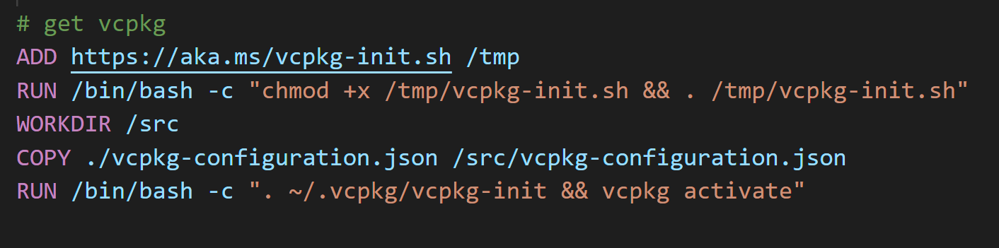 # get vcpkg
ADD https://aka.ms/vcpkg-init.sh /tmp
RUN /bin/bash -c "chmod +x /tmp/vcpkg-init.sh && . /tmp/vcpkg-init.sh"
WORKDIR /src
COPY ./vcpkg-configuration.json /src/vcpkg-configuration.json
RUN /bin/bash -c ". ~/.vcpkg/vcpkg-init && vcpkg activate"